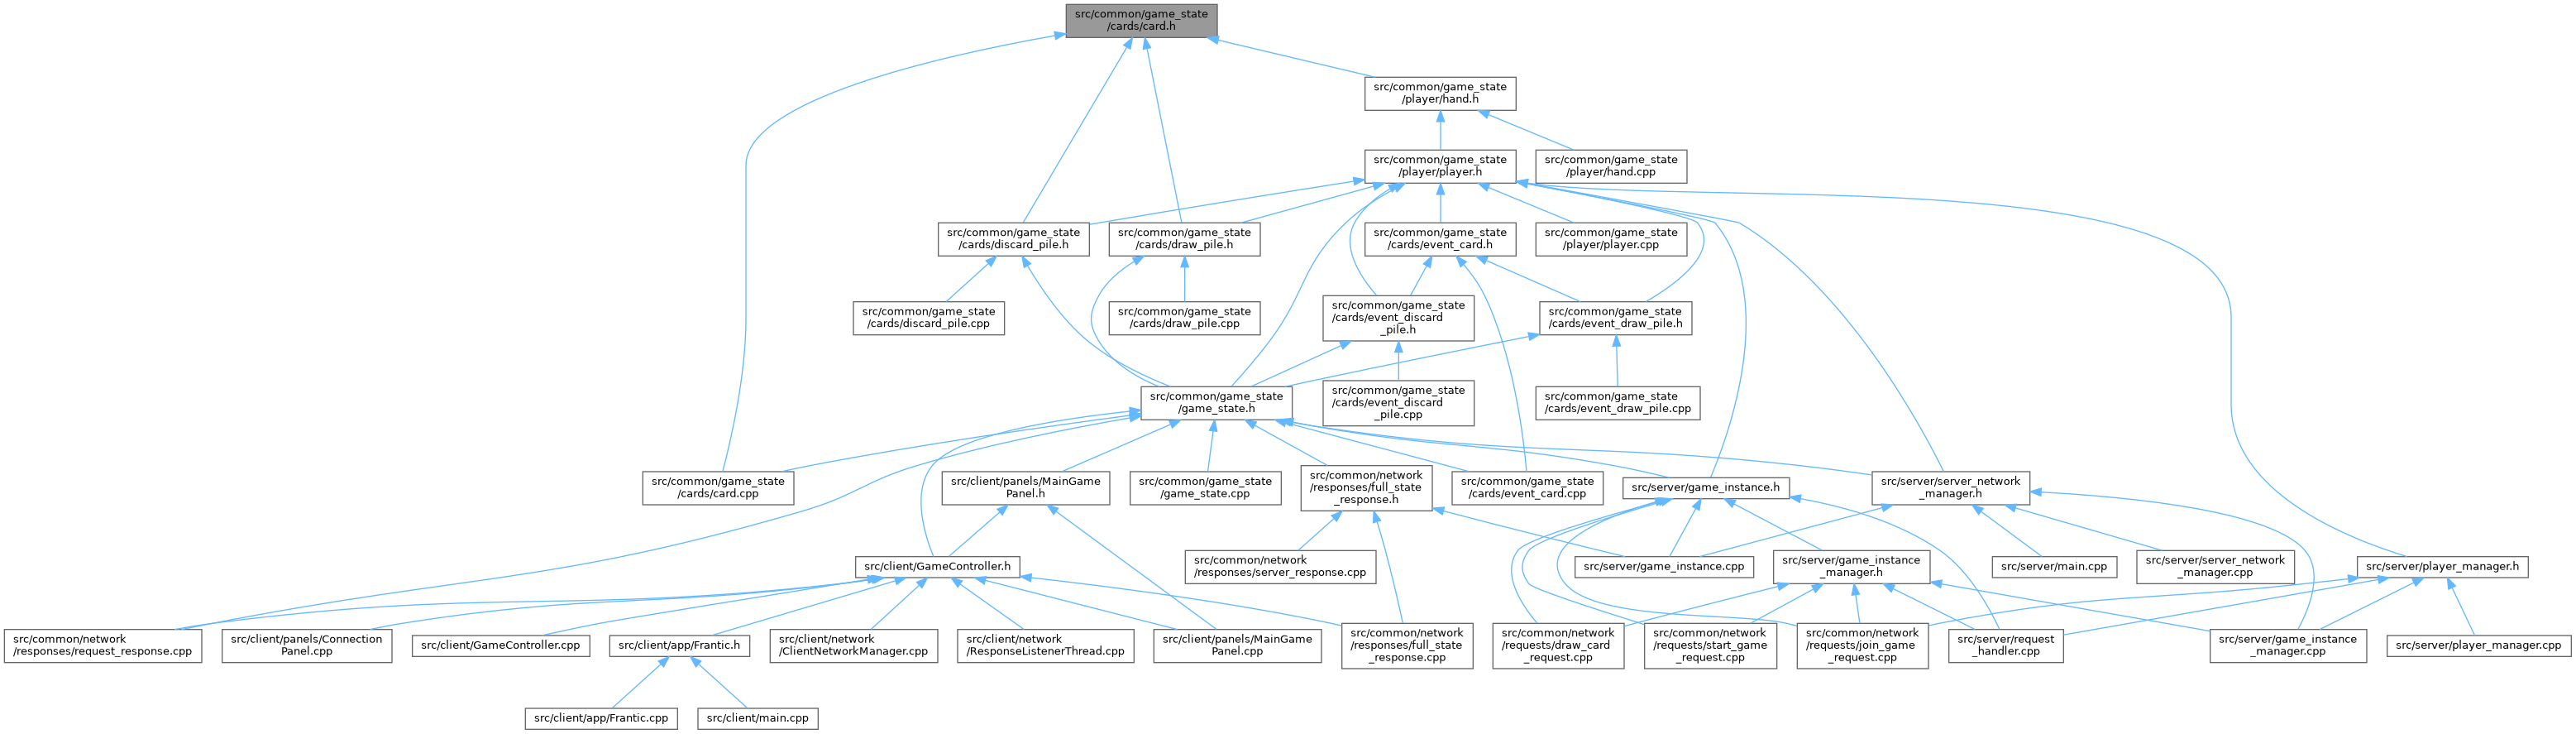 src/common/game_state
/cards/card.h
src/common/game_state
/player/hand.h
src/common/game_state
/player/player.h
src/common/game_state
/player/hand.cpp
src/common/game_state
/cards/discard_pile.h
src/common/game_state
/cards/draw_pile.h
src/common/game_state
/cards/event_card.h
src/common/game_state
/player/player.cpp
src/common/game_state
/cards/discard_pile.cpp
src/common/game_state
/cards/draw_pile.cpp
src/common/game_state
/cards/event_discard
_pile.h
src/common/game_state
/cards/event_draw_pile.h
src/common/game_state
/game_state.h
src/common/game_state
/cards/event_discard
_pile.cpp
src/common/game_state
/cards/event_draw_pile.cpp
src/common/game_state
/cards/card.cpp
src/client/panels/MainGame
Panel.h
src/common/game_state
/game_state.cpp
src/common/network
/responses/full_state
_response.h
src/common/game_state
/cards/event_card.cpp
src/server/game_instance.h
src/server/server_network
_manager.h
src/client/GameController.h
src/common/network
/responses/server_response.cpp
src/server/game_instance.cpp
src/server/game_instance
_manager.h
src/server/main.cpp
src/server/server_network
_manager.cpp
src/server/player_manager.h
src/common/network
/responses/request_response.cpp
src/client/panels/Connection
Panel.cpp
src/client/GameController.cpp
src/client/app/Frantic.h
src/client/network
/ClientNetworkManager.cpp
src/client/network
/ResponseListenerThread.cpp
src/client/panels/MainGame
Panel.cpp
src/common/network
/responses/full_state
_response.cpp
src/common/network
/requests/draw_card
_request.cpp
src/common/network
/requests/start_game
_request.cpp
src/common/network
/requests/join_game
_request.cpp
src/server/request
_handler.cpp
src/server/game_instance
_manager.cpp
src/server/player_manager.cpp
src/client/app/Frantic.cpp
src/client/main.cpp